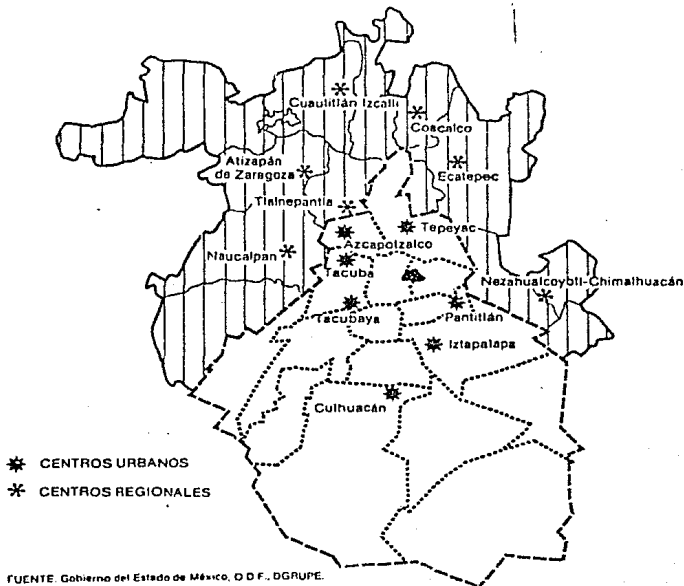 Cuautitlán Izcalli
Coacalco
Atizapán
de Zaragoza
Ecatepec
Tlalnepantla
Tepeyac
Azcapotzalco
Naucalpan
Tacuba
Nezahualcoyotl-Chimalhuacán
Tacubaya
Pantitlán
Iztapalapa
Culhuacán
CENTROS URBANOS
CENTROS REGIONALES
FUENTE. Gobierno del Estado de México, D D F., DGRUPE.